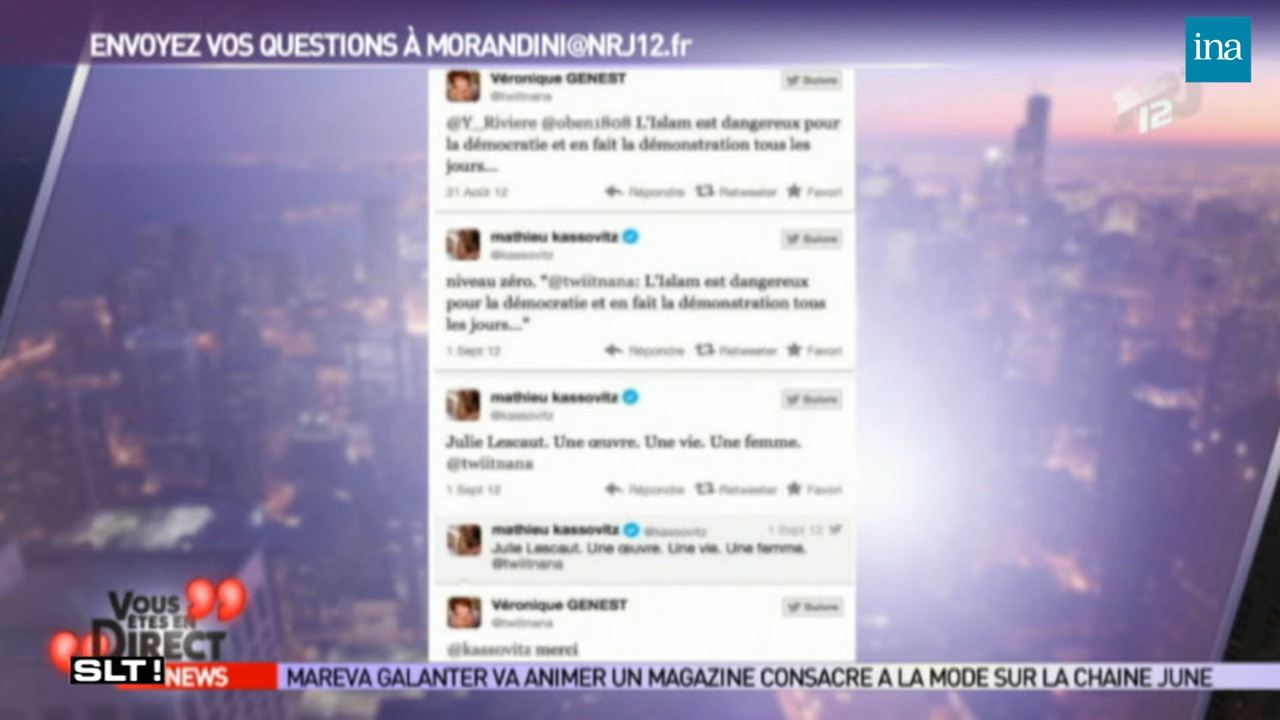 ENVOYEZ VOS QUESTIONS À MORANDINI@NRJ12.fr
ina
NRJ
12
Véronique GENEST
Suivre
@twiitnana
@Y_Riviere @oben1808 L'Islam est dangereux pour
la démocratie et en fait la démonstration tous les
jours...
31 Août 12
Répondre Retweeter Favori
mathieu kassovitz
Suivre
@kassovitz
niveau zéro. "@twiitnana: L'Islam est dangereux
pour la démocratie et en fait la démonstration tous
les jours..."
1 Sept 12
Répondre Retweeter Favori
mathieu kassovitz
Suivre
@kassovitz
Julie Lescaut. Une œuvre. Une vie. Une femme.
@twiitnana
1 Sept 12
Répondre Retweeter Favori
mathieu kassovitz @kassovitz 1 Sept 12
Julie Lescaut. Une œuvre. Une vie. Une femme.
@twiitnana
Véronique GENEST
Suivre
@twiitnana
@kassovitz merci
VOUS
ÊTES EN
DIRECT
SLT!
NEWS
MAREVA GALANTER VA ANIMER UN MAGAZINE CONSACRE A LA MODE SUR LA CHAINE JUNE